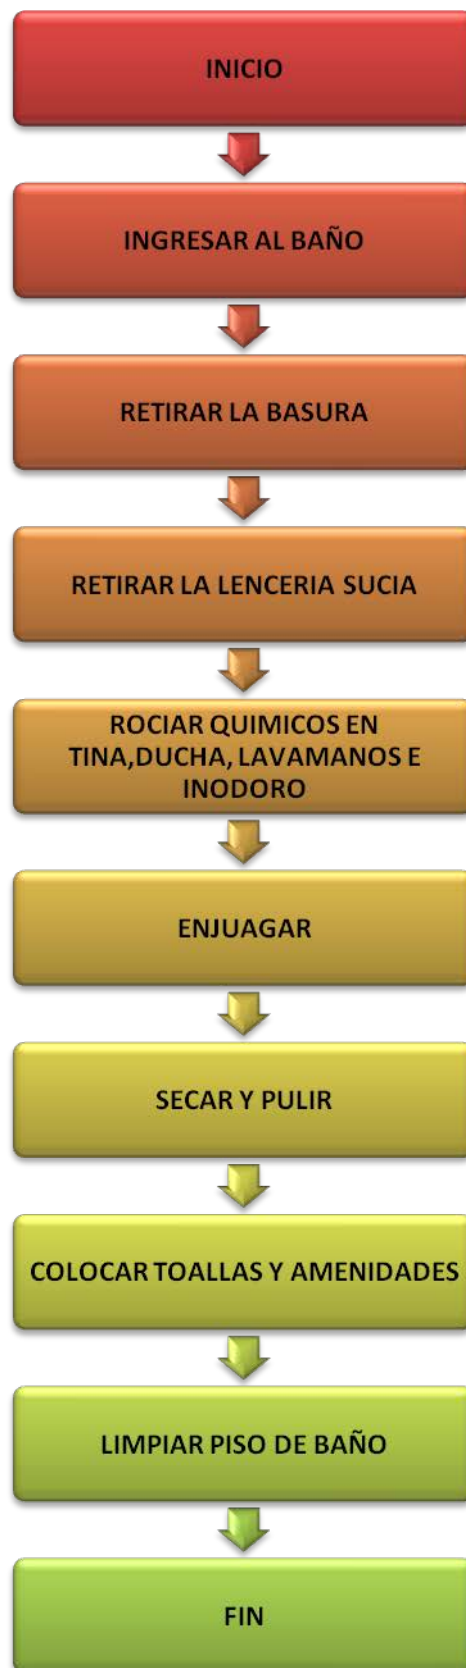 INICIO
INGRESAR AL BAÑO
RETIRAR LA BASURA
RETIRAR LA LENCERIA SUCIA
ROCIAR QUIMICOS EN
TINA,DUCHA, LAVAMANOS E
INODORO
ENJUAGAR
SECAR Y PULIR
COLOCAR TOALLAS Y AMENIDADES
LIMPIAR PISO DE BAÑO
FIN